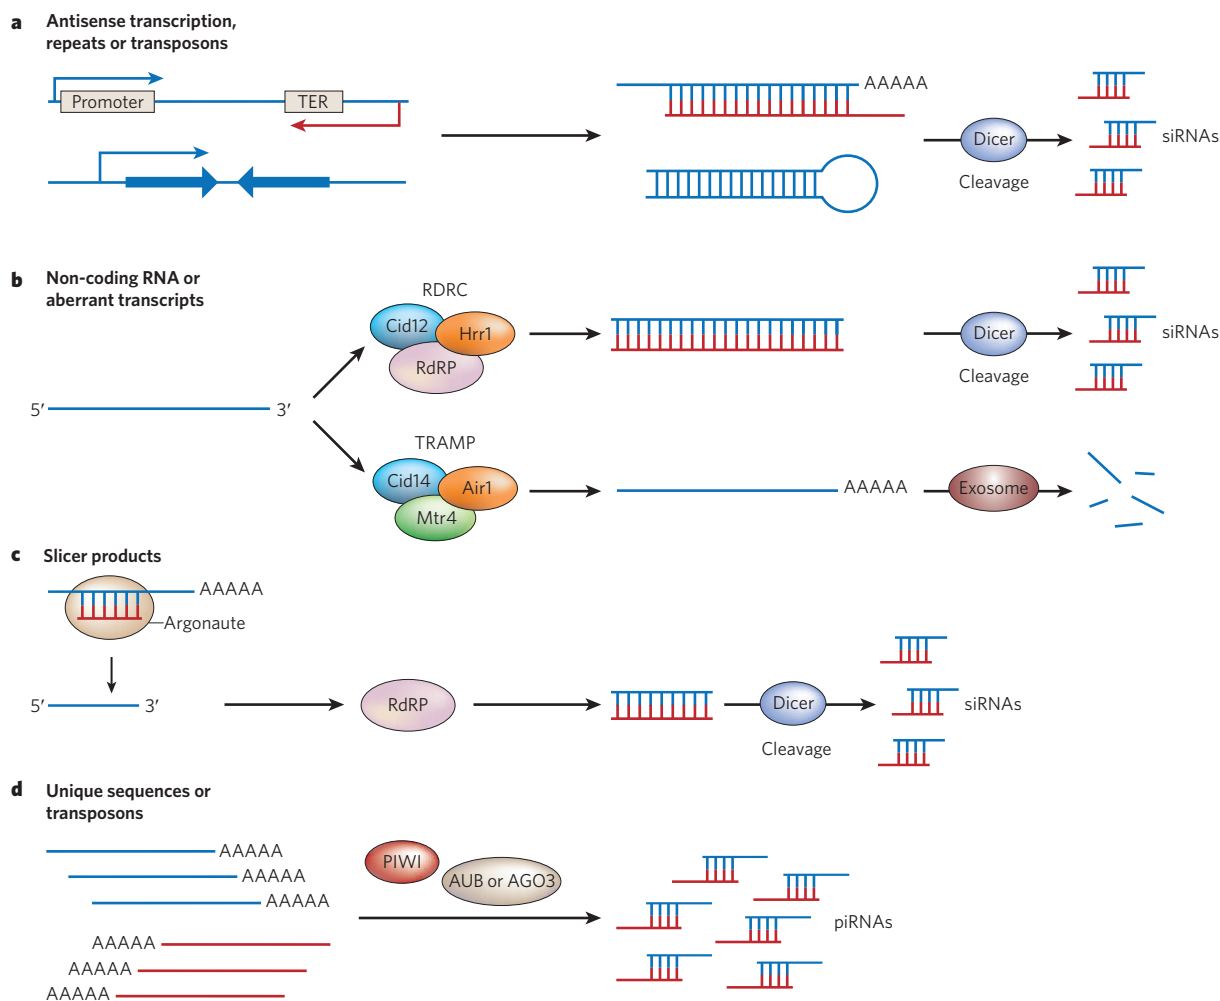 a Antisense transcription,
repeats or transposons
Promoter
TER
AAAAA
Dicer
Cleavage
siRNAs
b Non-coding RNA or
aberrant transcripts
5′ 3′
RDRC
Cid12
Hrr1
RdRP
Dicer
Cleavage
siRNAs
TRAMP
Cid14
Air1
Mtr4
AAAAA
Exosome
c Slicer products
AAAAA
Argonaute
5′ 3′
RdRP
Dicer
Cleavage
siRNAs
d Unique sequences or
transposons
AAAAA
AAAAA
AAAAA
AAAAA
AAAAA
AAAAA
PIWI
AUB or AGO3
piRNAs